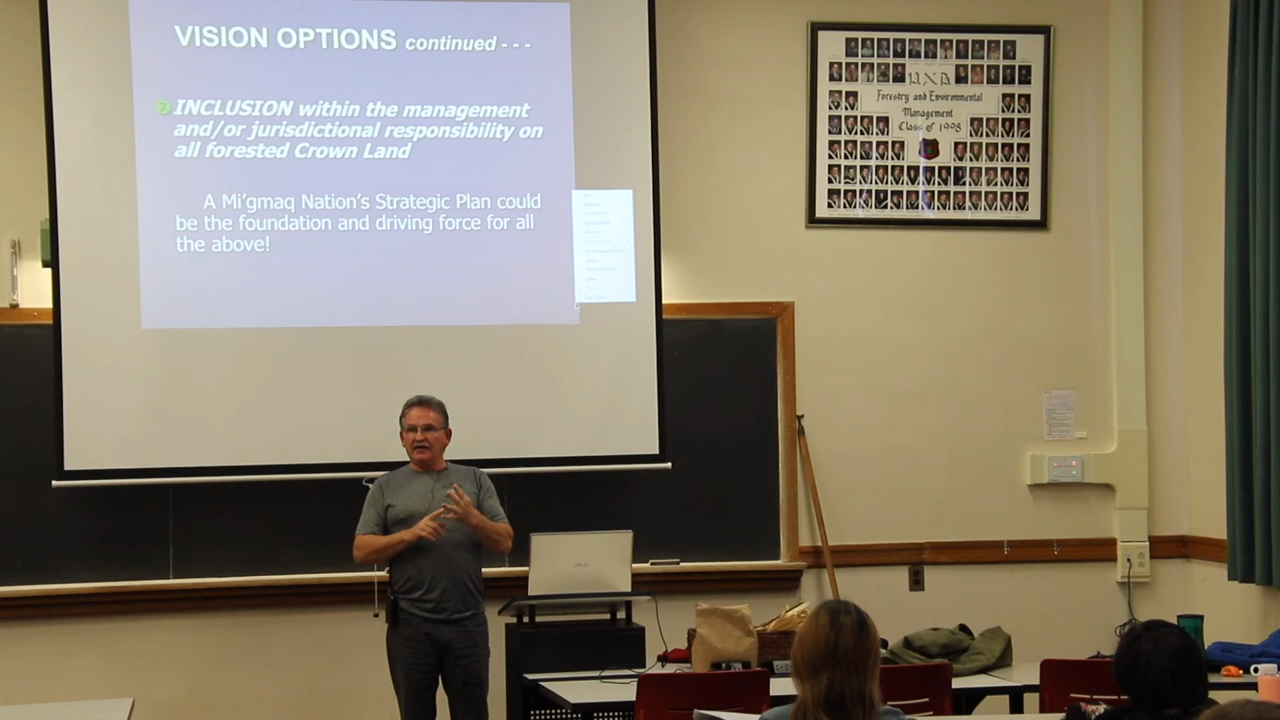 VISION OPTIONS continued - - -
7 INCLUSION within the management
and/or jurisdictional responsibility on
all forested Crown Land
A Mi'gmaq Nation's Strategic Plan could
be the foundation and driving force for all
the above!
Forestry and Environmental
Management
Class of 1998